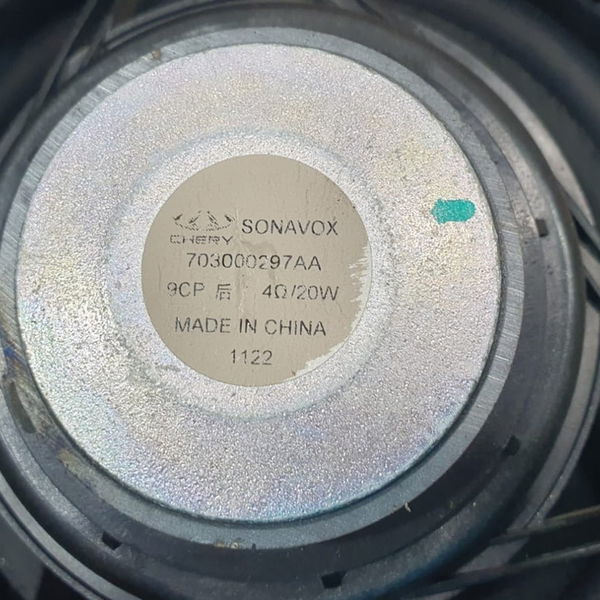 CHERY SONAVOX
703000297AA
9CP 后 4Ω/20W
MADE IN CHINA
1122